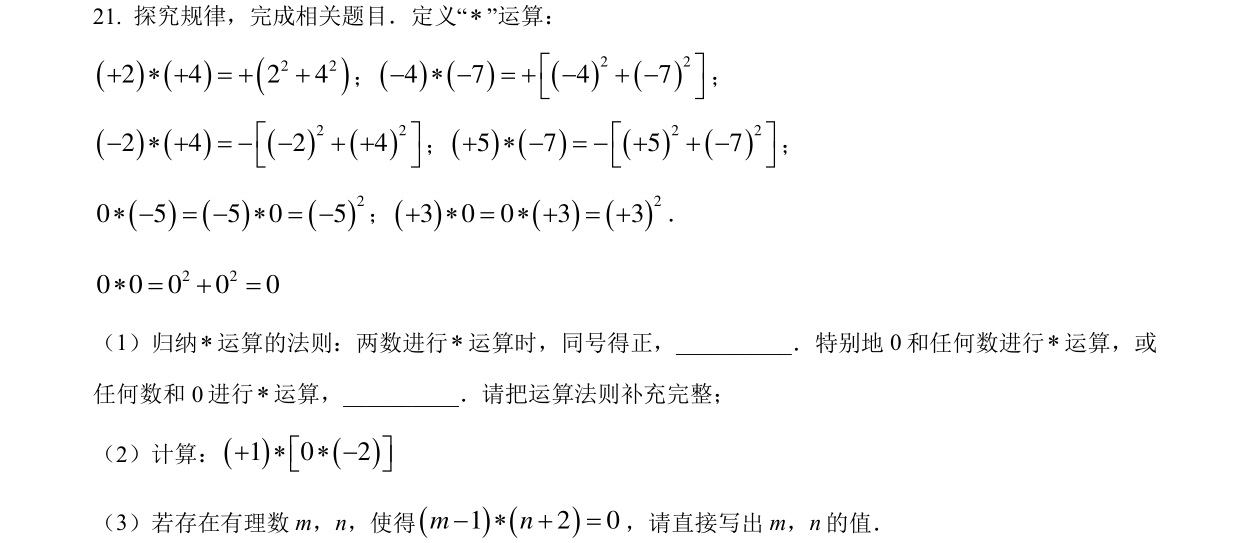 21. 探究规律，完成相关题目．定义“*”运算：
(+2)*(+4)=+(2²+4²)；(−4)*(−7)=+[(−4)²+(−7)²]；
(−2)*(+4)=−[(−2)²+(+4)²]；(+5)*(−7)=−[(+5)²+(−7)²]；
0*(−5)=(−5)*0=(−5)²；(+3)*0=0*(+3)=(+3)²．
0*0=0²+0²=0
（1）归纳*运算的法则：两数进行*运算时，同号得正，__________．特别地 0 和任何数进行*运算，或
任何数和 0 进行*运算，__________．请把运算法则补充完整；
（2）计算：(+1)*[0*(−2)]
（3）若存在有理数 m，n，使得(m−1)*(n+2)=0，请直接写出 m，n 的值．